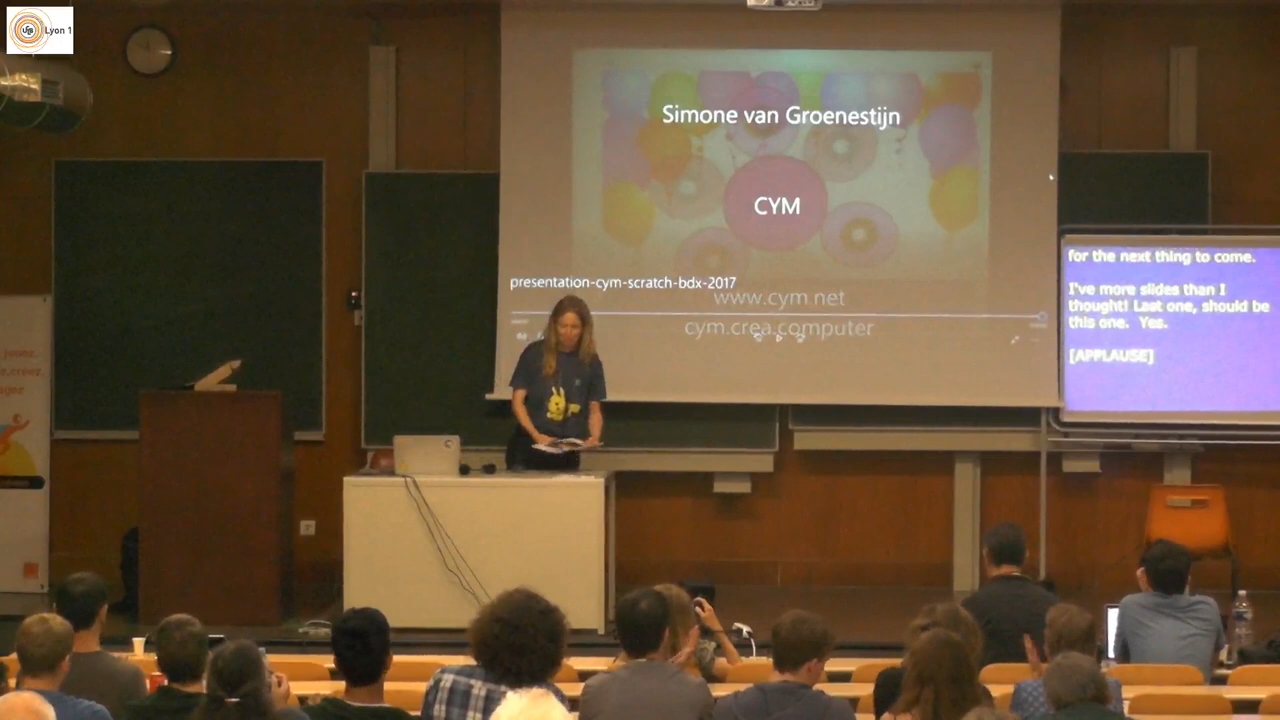 Lyon 1
Simone van Groenestijn
CYM
presentation-cym-scratch-bdx-2017
www.cym.net
cym.crea.computer
for the next thing to come.
I've more slides than I
thought! Last one, should be
this one. Yes.
[APPLAUSE]